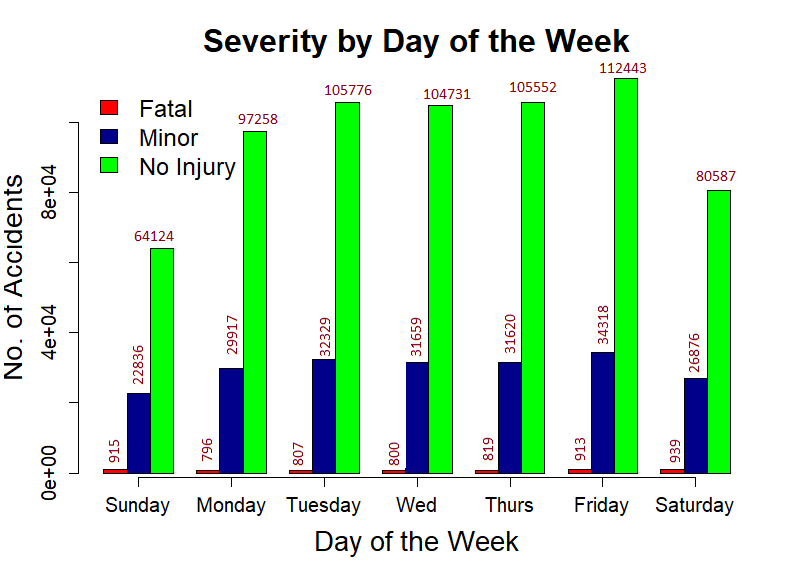 Severity by Day of the Week
Fatal
Minor
No Injury
No. of Accidents
0e+00
4e+04
8e+04
915
22836
64124
796
29917
97258
807
32329
105776
800
31659
104731
819
31620
105552
913
34318
112443
939
26876
80587
Sunday Monday Tuesday Wed Thurs Friday Saturday
Day of the Week